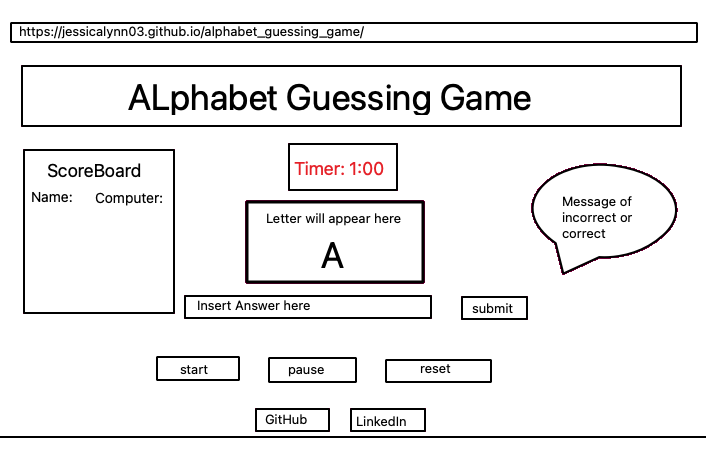 https://jessicalynn03.github.io/alphabet_guessing_game/
ALphabet Guessing Game
ScoreBoard
Name: Computer:
Timer: 1:00
Letter will appear here
A
Message of
incorrect or
correct
Insert Answer here
submit
start
pause
reset
GitHub
LinkedIn